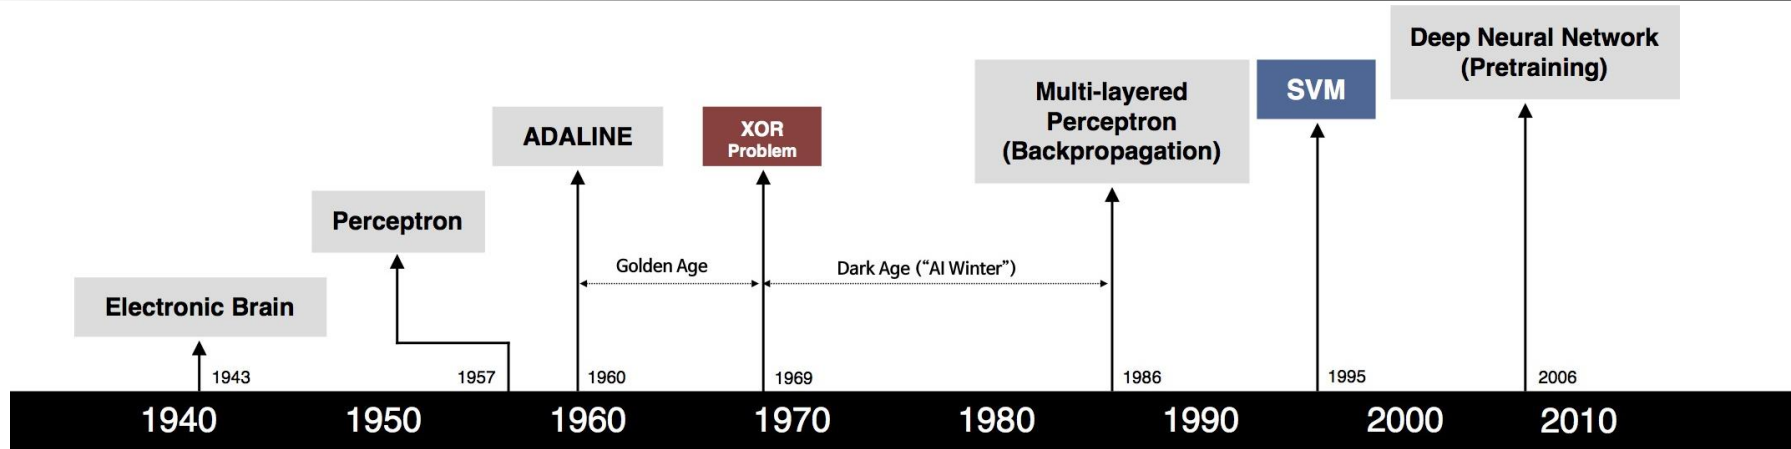 Deep Neural Network
(Pretraining)
Multi-layered
Perceptron
(Backpropagation)
SVM
ADALINE
XOR
Problem
Perceptron
Golden Age
Dark Age (“AI Winter”)
Electronic Brain
1943
1957
1960
1969
1986
1995
2006
1940
1950
1960
1970
1980
1990
2000
2010